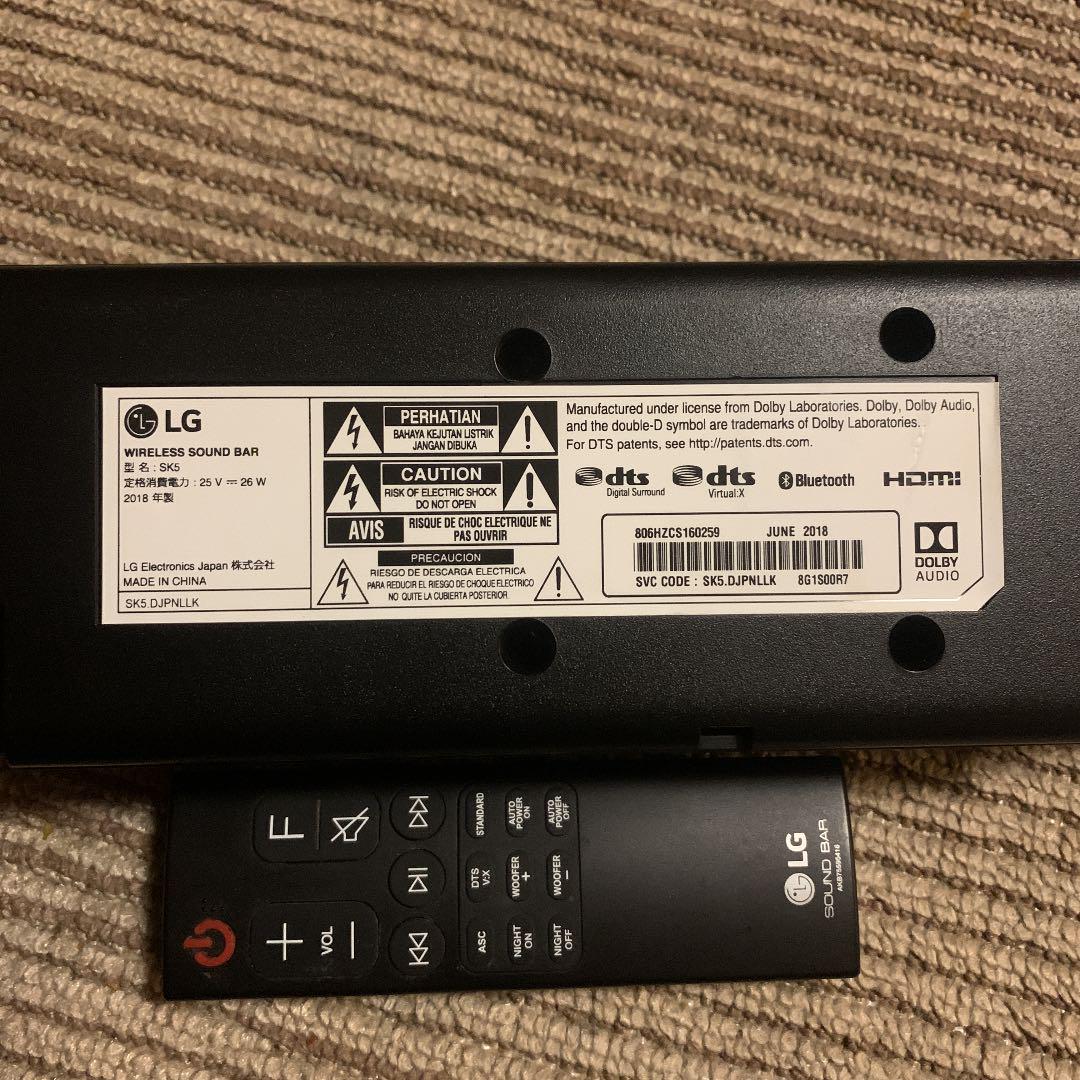 LG
WIRELESS SOUND BAR
型 名 : SK5
定格消費電力 : 25 V ⎓ 26 W
2018 年製
LG Electronics Japan 株式会社
MADE IN CHINA
SK5.DJPNLLK
PERHATIAN
BAHAYA KEJUTAN LISTRIK
JANGAN DIBUKA
CAUTION
RISK OF ELECTRIC SHOCK
DO NOT OPEN
AVIS
RISQUE DE CHOC ELECTRIQUE NE
PAS OUVRIR
PRECAUCION
RIESGO DE DESCARGA ELECTRICA
PARA REDUCIR EL RIESGO DE CHOQUE ELECTRICO
NO QUITE LA CUBIERTA POSTERIOR.
Manufactured under license from Dolby Laboratories. Dolby, Dolby Audio,
and the double-D symbol are trademarks of Dolby Laboratories.
For DTS patents, see http://patents.dts.com.
dts
Digital Surround
dts
Virtual:X
Bluetooth
HDMI
806HZCS160259 JUNE 2018
SVC CODE : SK5.DJPNLLK 8G1S00R7
DOLBY
AUDIO
F
+
VOL
−
STANDARD
AUTO
POWER
ON
AUTO
POWER
OFF
DTS
V:X
WOOFER
+
WOOFER
−
ASC
NIGHT
ON
NIGHT
OFF
LG
SOUND BAR